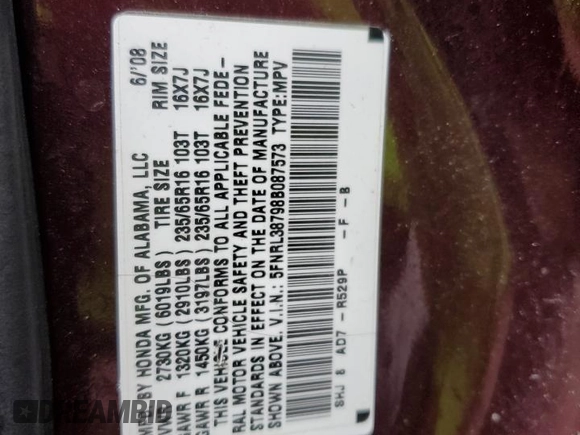 MFD. BY HONDA MFG. OF ALABAMA, LLC 6/'08
2730KG (6019LBS) TIRE SIZE RIM SIZE
GAWR F 1320KG (2910LBS) 235/65R16 103T 16X7J
GAWR R 1450KG (3197LBS) 235/65R16 103T 16X7J
THIS VEHICLE CONFORMS TO ALL APPLICABLE FEDE-
RAL MOTOR VEHICLE SAFETY AND THEFT PREVENTION
STANDARDS IN EFFECT ON THE DATE OF MANUFACTURE
SHOWN ABOVE. V.I.N.: 5FNRL38798B087573 TYPE:MPV
SHJ 8 AD7 -R529P -F -B
DREAMBID